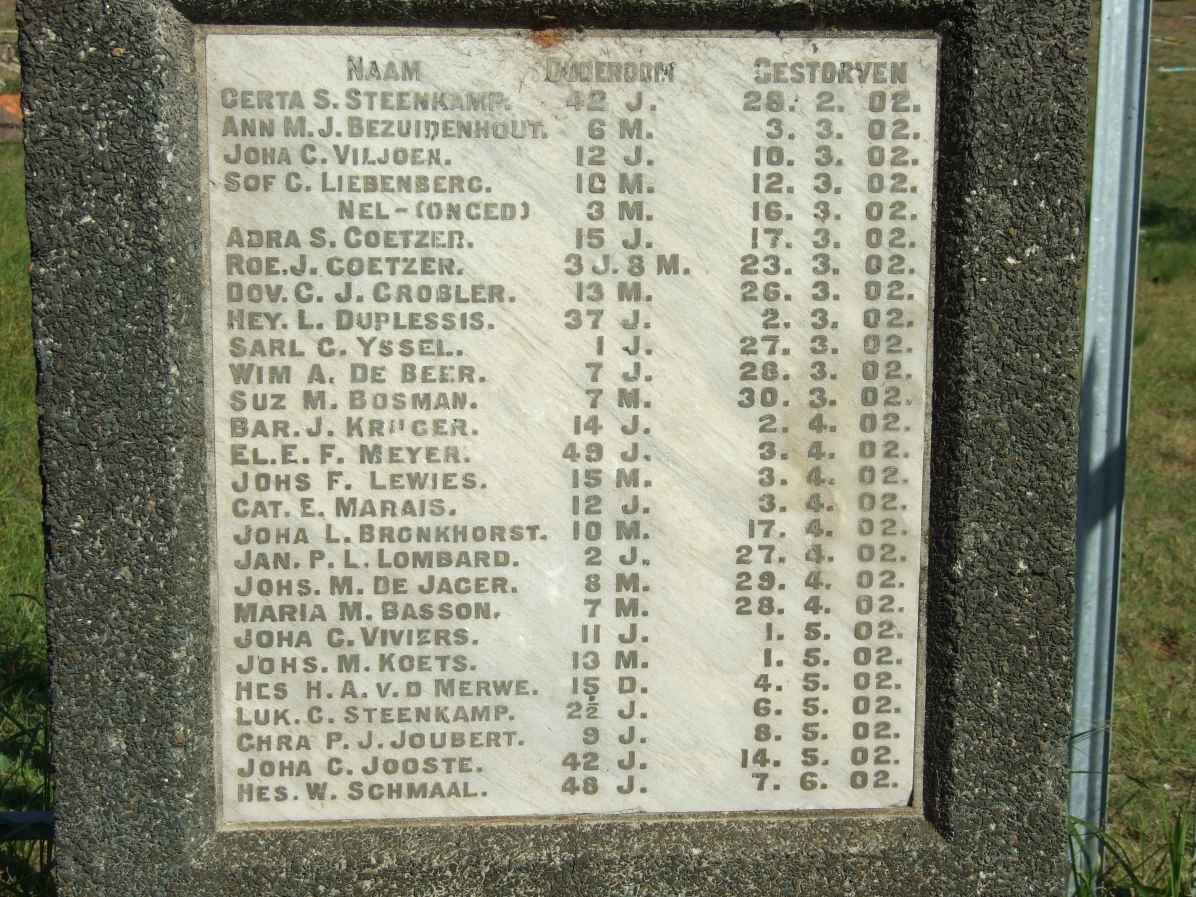 NAAM OUDERDOM GESTORVEN
GERTA S. STEENKAMP. 42 J. 28. 2. 02.
ANN M. J. BEZUIDENHOUT. 6 M. 3. 3. 02.
JOHA C. VILJOEN. 12 J. 10. 3. 02.
SOF C. LIEBENBERG. M. 12. 3. 02.
NEL-(ONGED) 3 M. 16. 3. 02.
ADRA S. COETZER. 15 J. 17. 3. 02.
ROE. J. COETZER. 3 J. 8 M. 23. 3. 02.
DOV. C. J. GROBLER. 13 M. 26. 3. 02.
HEY. L. DUPLESSIS. 37 J. 2. 3. 02.
SARL C. YSSEL. 1 J. 27. 3. 02.
WIM A. DE BEER. 7 J. 28. 3. 02.
SUZ M. BOSMAN. 7 M. 30. 3. 02.
BAR. J. KRUGER. 14 J. 2. 4. 02.
EL. E. F. MEYER. 49 J. 3. 4. 02.
JOHS F. LEWIES. 15 M. 3. 4. 02.
CAT. E. MARAIS. 12 J. 3. 4. 02.
JOHA L. BRONKHORST. 10 M. 17. 4. 02.
JAN. P. L. LOMBARD. 2 J. 27. 4. 02.
JOHS. M. DE JAGER. 8 M. 29. 4. 02.
MARIA M. BASSON. 7 M. 28. 4. 02.
JOHA C. VIVIERS. 11 J. 1. 5. 02.
JOHS. M. KOETS. 13 M. 1. 5. 02.
HES H. A. V. D MERWE. 15 D. 4. 5. 02.
LUK. C. STEENKAMP. 2½ J. 6. 5. 02.
CHRA P. J. JOUBERT. 9 J. 8. 5. 02.
JOHA C. JOOSTE. 42 J. 14. 5. 02.
HES. W. SCHMAAL. 48 J. 7. 6. 02.